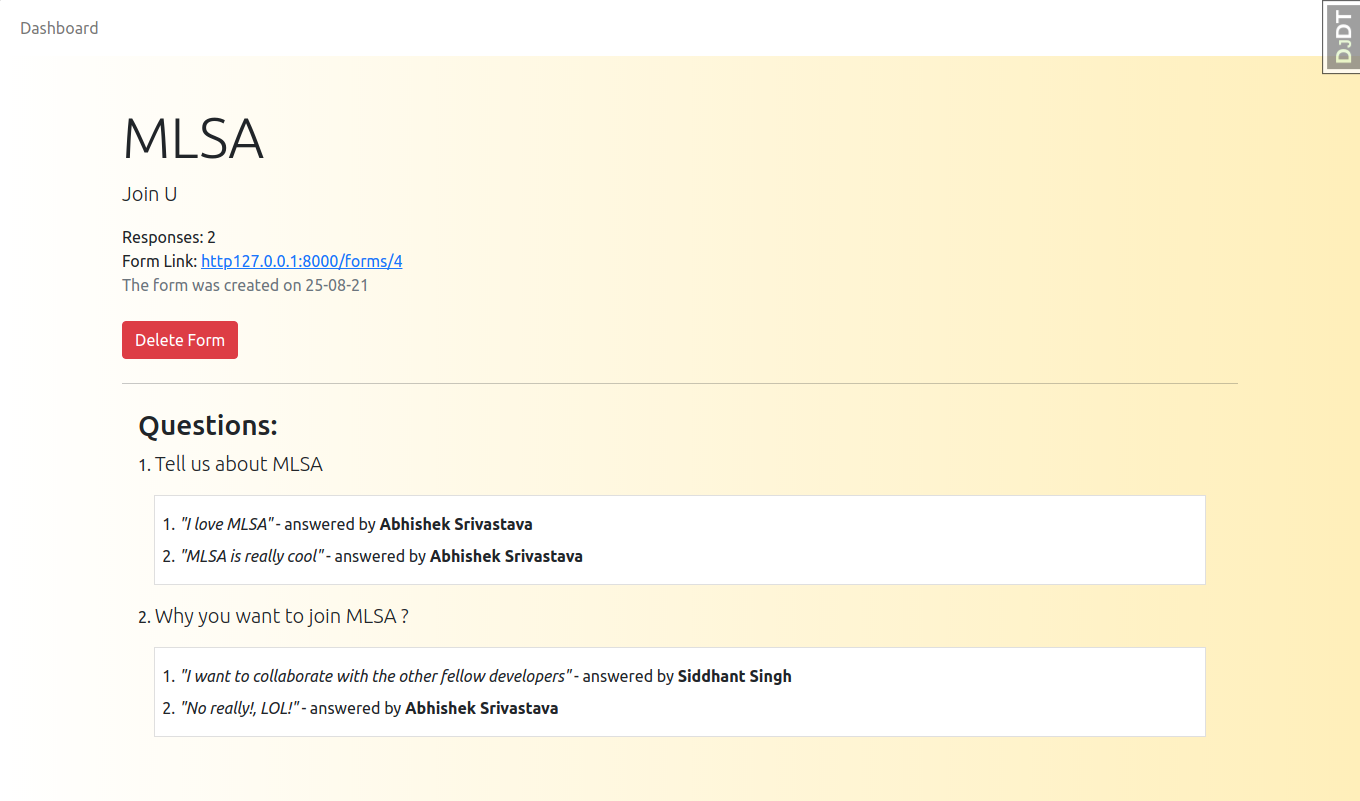 Dashboard
DJDT
MLSA
Join U
Responses: 2
Form Link: http127.0.0.1:8000/forms/4
The form was created on 25-08-21
Delete Form
Questions:
1. Tell us about MLSA
1. "I love MLSA" - answered by Abhishek Srivastava
2. "MLSA is really cool" - answered by Abhishek Srivastava
2. Why you want to join MLSA ?
1. "I want to collaborate with the other fellow developers" - answered by Siddhant Singh
2. "No really!, LOL!" - answered by Abhishek Srivastava